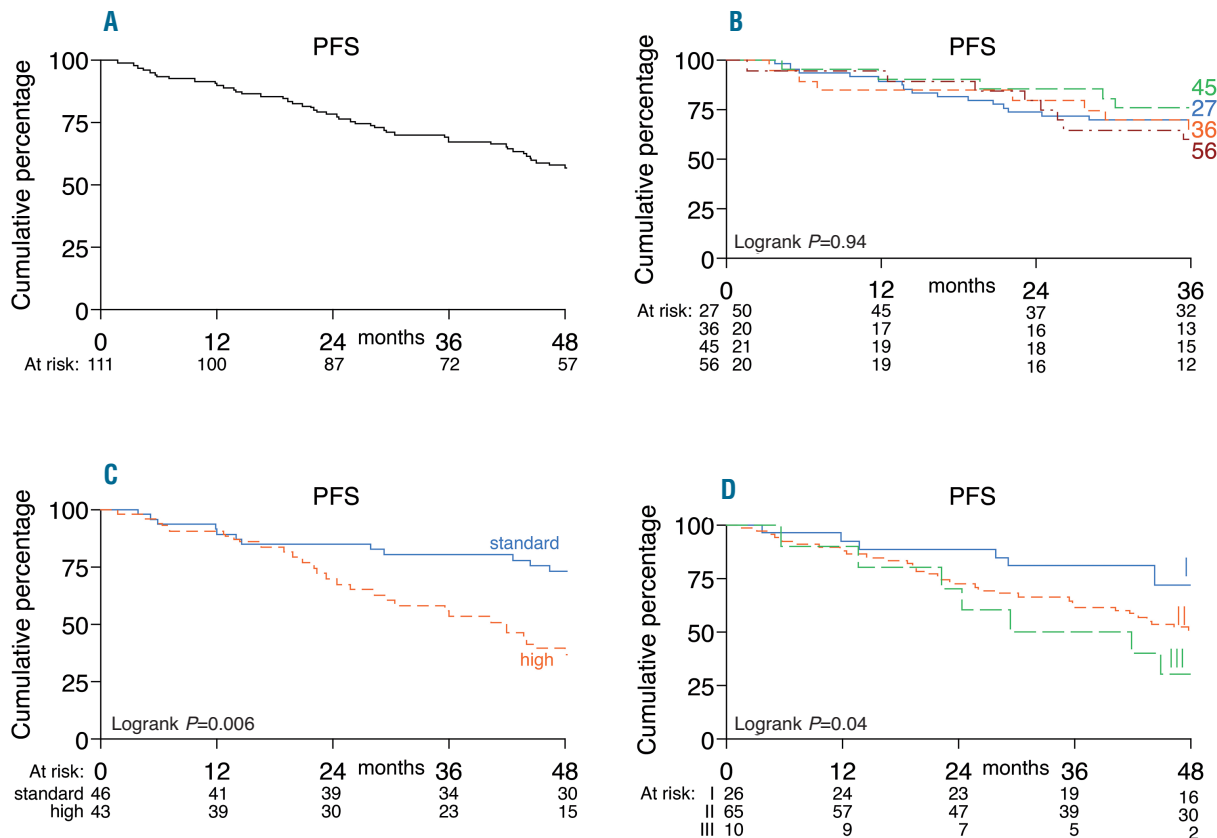 A
PFS
Cumulative percentage
100
75
50
25
0
0 12 24 months 36 48
At risk: 111 100 87 72 57
B
PFS
Cumulative percentage
100
75
50
25
0
45
27
36
56
Logrank P=0.94
0 12 months 24 36
At risk: 27 50 45 37 32
36 20 17 16 13
45 21 19 18 15
56 20 19 16 12
C
PFS
Cumulative percentage
100
75
50
25
0
standard
high
Logrank P=0.006
At risk: 0 12 24 months 36 48
standard 46 41 39 34 30
high 43 39 30 23 15
D
PFS
Cumulative percentage
100
75
50
25
0
I
II
III
Logrank P=0.04
0 12 24 months 36 48
At risk: I 26 24 23 19 16
II 65 57 47 39 30
III 10 9 7 5 2